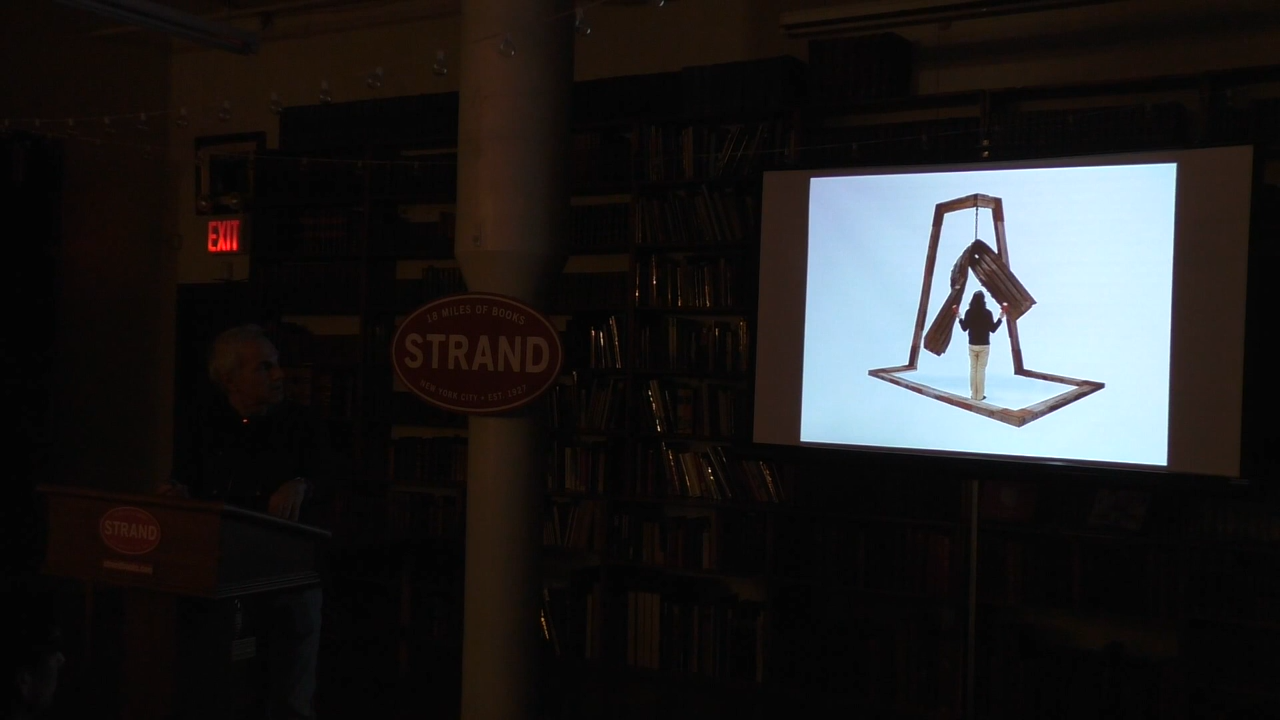 EXIT
18 MILES OF BOOKS
STRAND
NEW YORK CITY • EST. 1927
STRAND